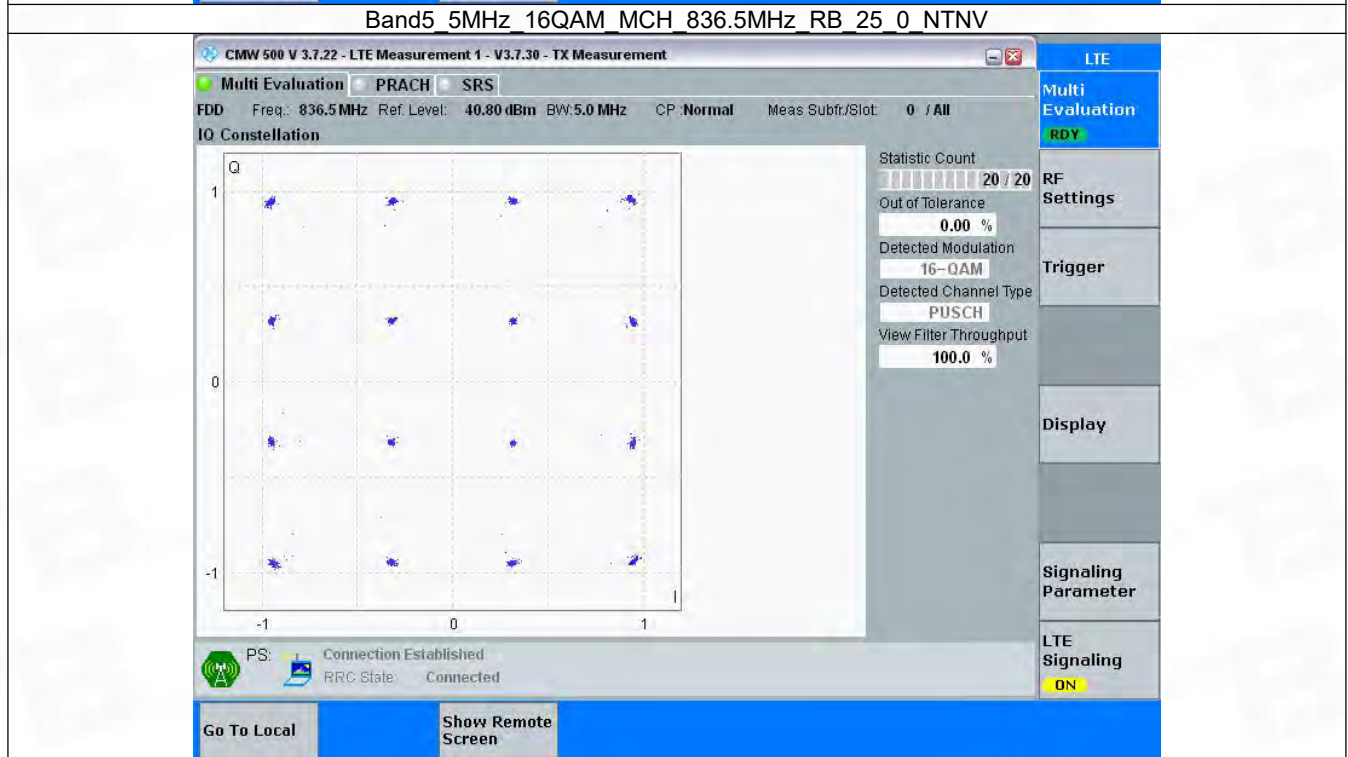 Band5_5MHz_16QAM_MCH_836.5MHz_RB_25_0_NTNV
CMW 500 V 3.7.22 - LTE Measurement 1 - V3.7.30 - TX Measurement
LTE
Multi Evaluation PRACH SRS
Multi
Evaluation
RDY
FDD Freq.: 836.5 MHz Ref. Level: 40.80 dBm BW: 5.0 MHz CP :Normal Meas Subfr./Slot: 0 / All
IQ Constellation
Q
1
0
-1
I
-1 0 1
Statistic Count
20 / 20
Out of Tolerance
0.00 %
Detected Modulation
16-QAM
Detected Channel Type
PUSCH
View Filter Throughput
100.0 %
RF
Settings
Trigger
Display
Signaling
Parameter
LTE
Signaling
ON
PS: Connection Established
RRC State: Connected
Go To Local
Show Remote
Screen